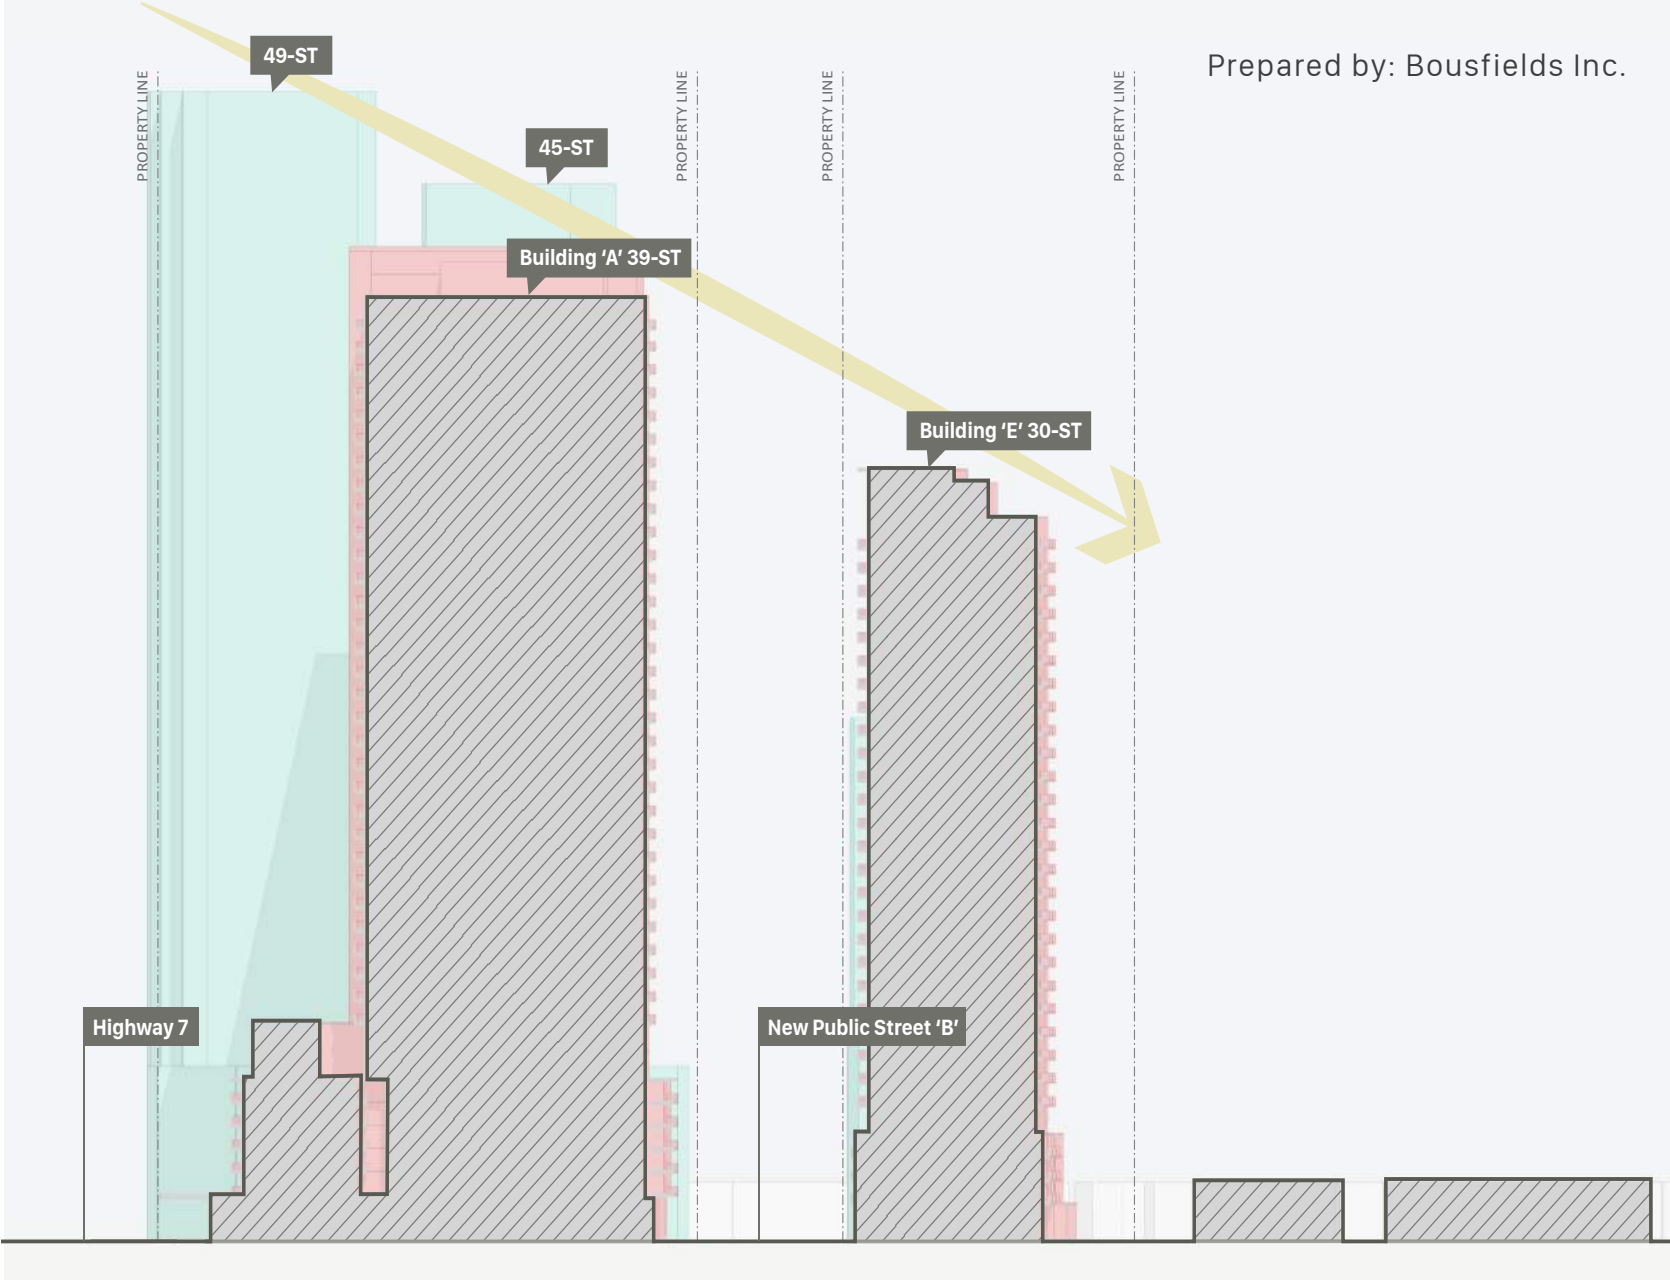 49-ST
Prepared by: Bousfields Inc.
PROPERTY LINE
PROPERTY LINE
PROPERTY LINE
PROPERTY LINE
45-ST
Building ‘A’ 39-ST
Building ‘E’ 30-ST
Highway 7
New Public Street ‘B’